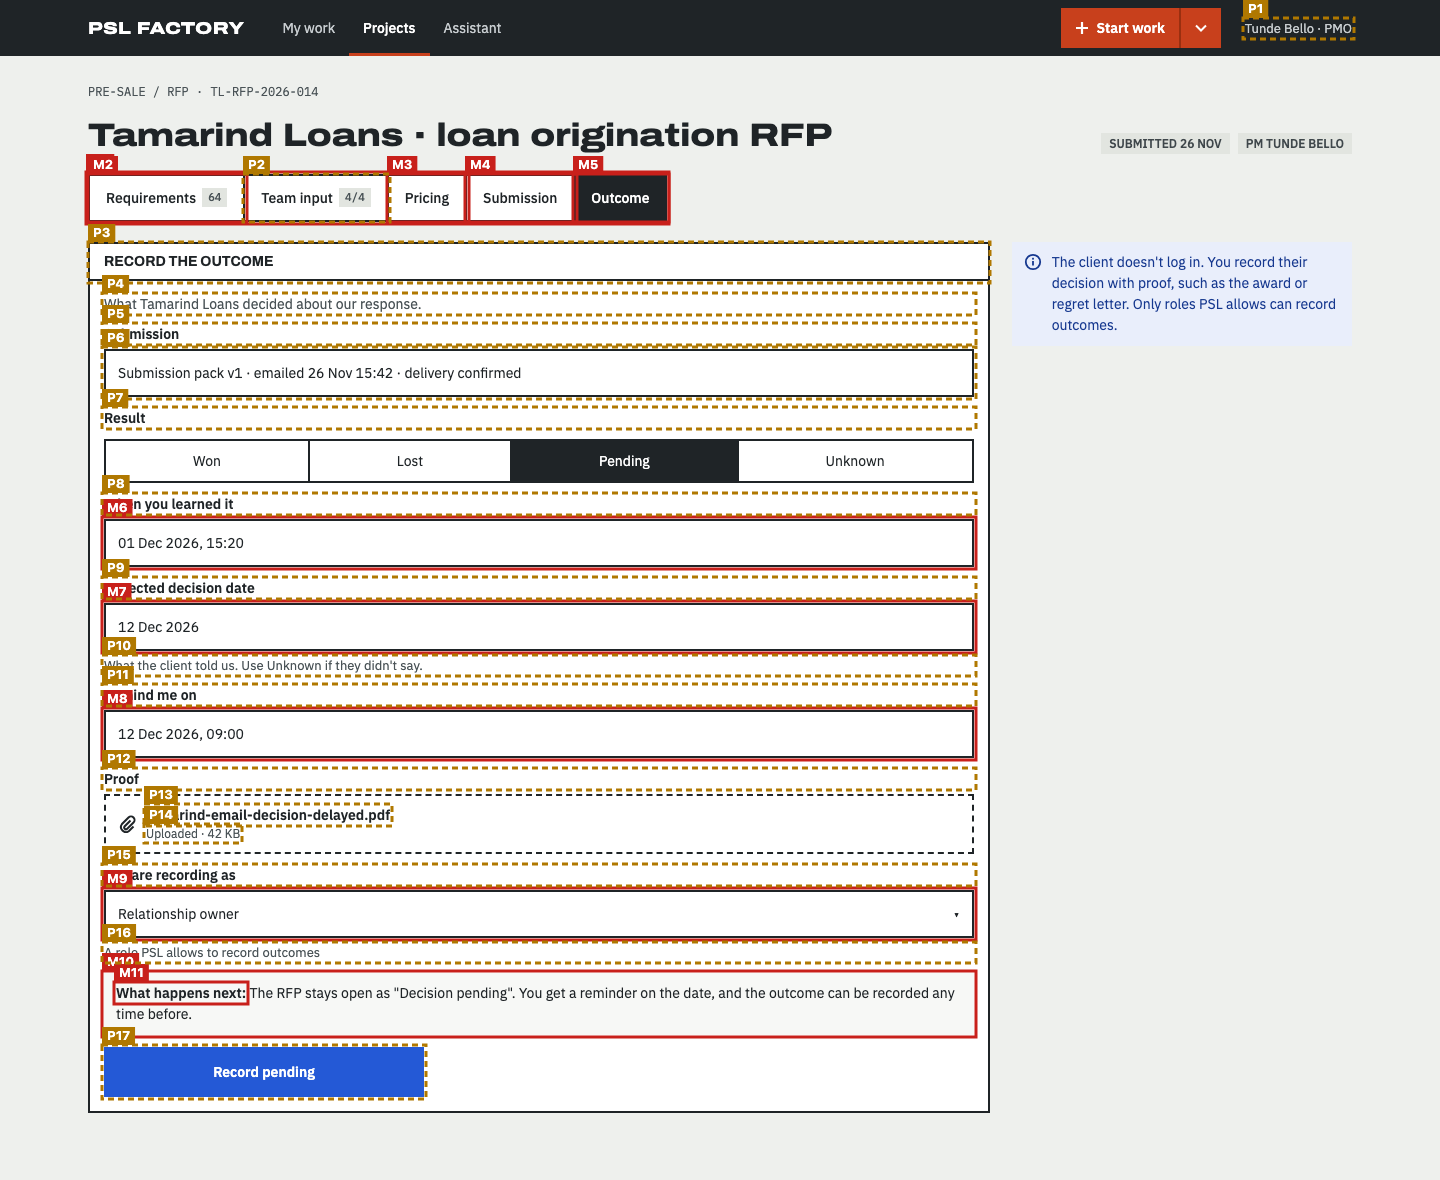 PSL FACTORY
My work
Projects
Assistant
Start work
P1
Tunde Bello · PMO
PRE-SALE / RFP · TL-RFP-2026-014
Tamarind Loans · loan origination RFP
SUBMITTED 26 NOV
PM TUNDE BELLO
M2
P2
M3
M4
M5
Requirements 64
Team input 4/4
Pricing
Submission
Outcome
P3
RECORD THE OUTCOME
P4
What Tamarind Loans decided about our response.
P5
mission
P6
Submission pack v1 · emailed 26 Nov 15:42 · delivery confirmed
P7
Result
Won
Lost
Pending
Unknown
P8
you learned it
M6
01 Dec 2026, 15:20
P9
ected decision date
M7
12 Dec 2026
P10
What the client told us. Use Unknown if they didn't say.
P11
ind me on
M8
12 Dec 2026, 09:00
P12
Proof
P13
rind-email-decision-delayed.pdf
P14
Uploaded · 42 KB
P15
are recording as
M9
Relationship owner
P16
A role PSL allows to record outcomes
M10
M11
What happens next: The RFP stays open as "Decision pending". You get a reminder on the date, and the outcome can be recorded any
time before.
P17
Record pending
The client doesn't log in. You record their
decision with proof, such as the award or
regret letter. Only roles PSL allows can record
outcomes.